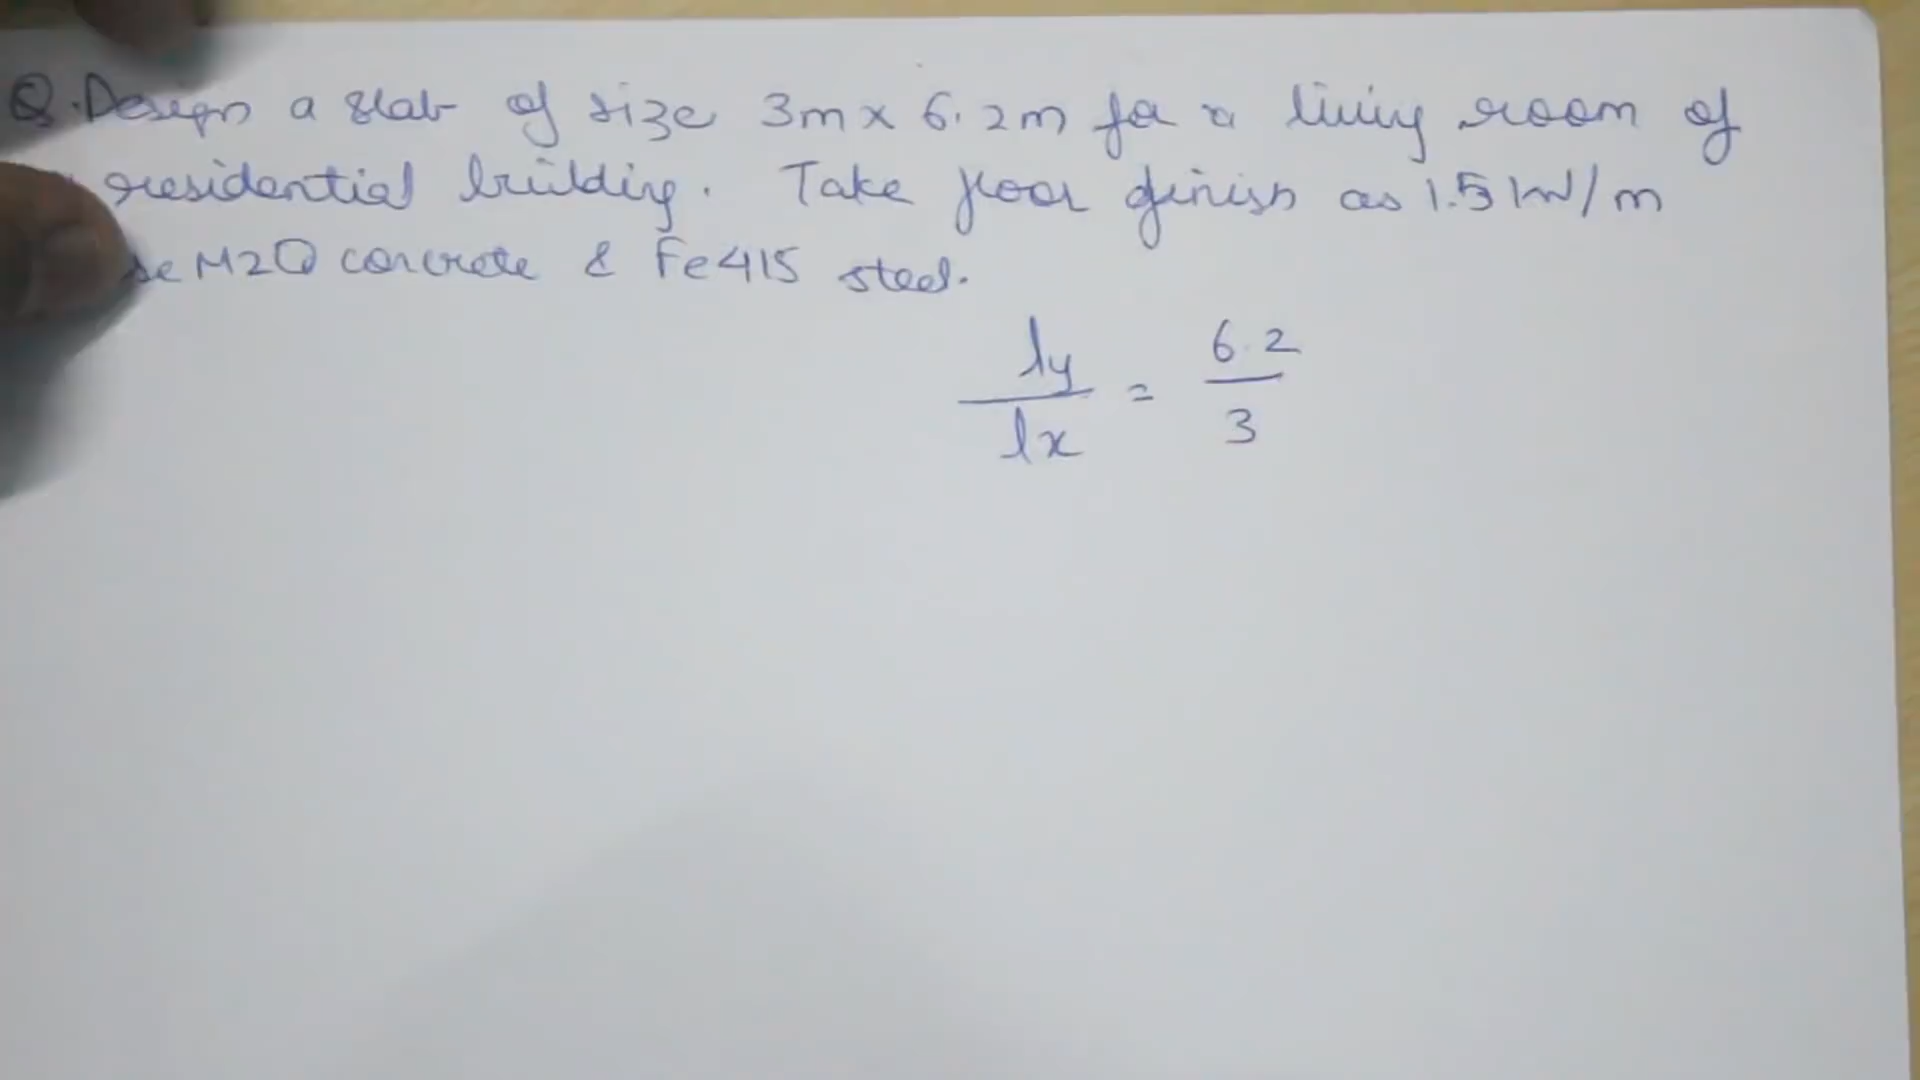 Q. Design a slab of size 3m x 6.2m for a living room of
residential building. Take floor finish as 1.5 kN/m
M20 concrete & Fe415 steel.
ly/lx = 6.2/3